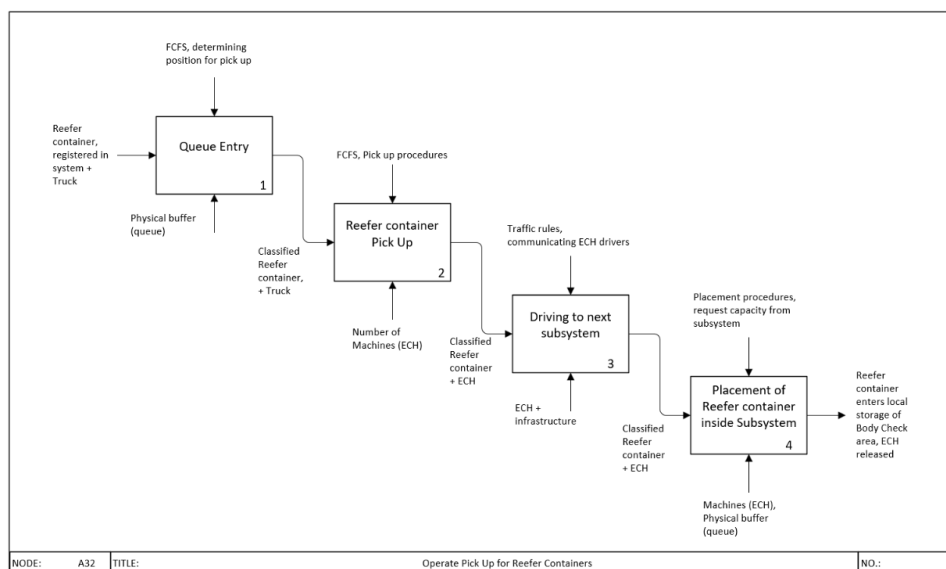 FCFS, determining
position for pick up
Reefer
container,
registered in
system +
Truck
Queue Entry
1
Physical buffer
(queue)
FCFS, Pick up procedures
Classified
Reefer
container,
+ Truck
Reefer container
Pick Up
2
Number of
Machines (ECH)
Traffic rules,
communicating ECH drivers
Classified
Reefer
container
+ ECH
Driving to next
subsystem
3
ECH +
infrastructure
Placement procedures,
request capacity from
subsystem
Classified
Reefer
container
+ ECH
Placement of
Reefer container
inside Subsystem
4
Machines (ECH),
Physical buffer
(queue)
Reefer
container
enters local
storage of
Body Check
area, ECH
released
NODE: A32 TITLE: Operate Pick Up for Reefer Containers NO.: